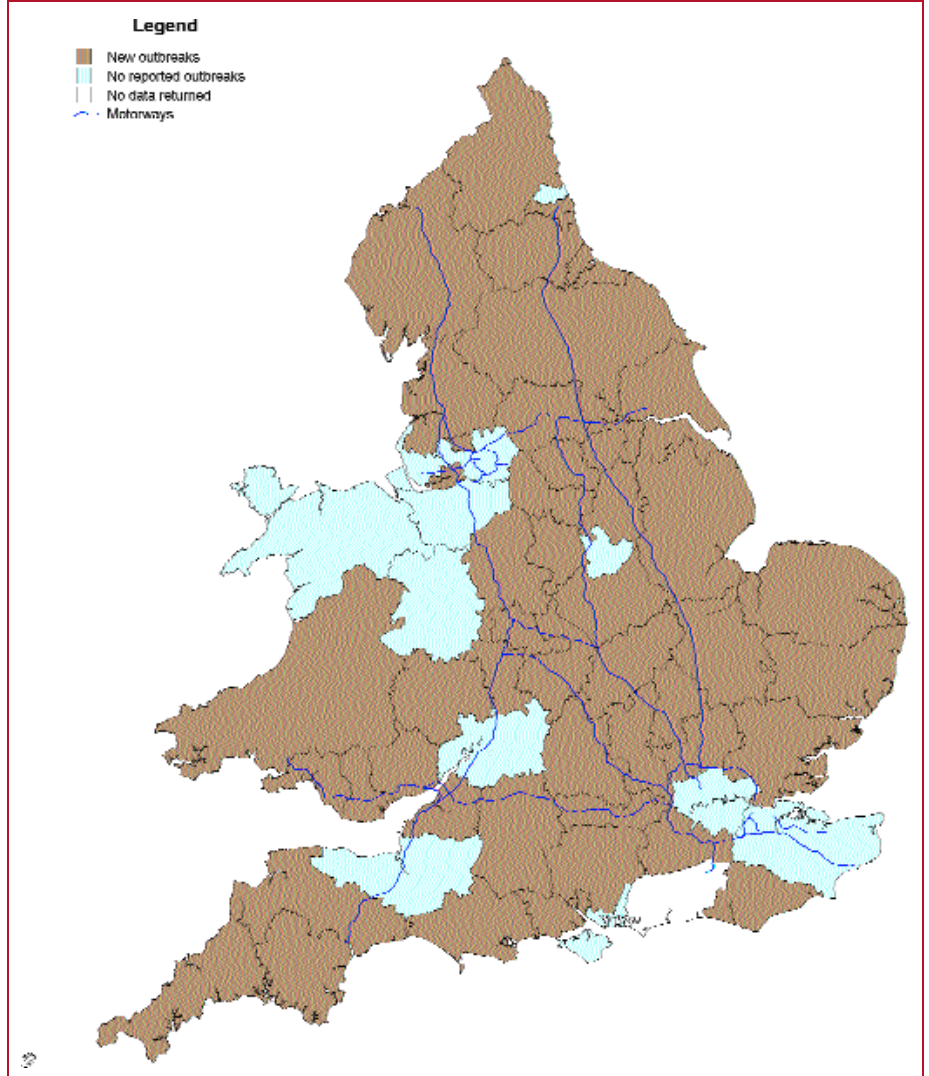 Legend
New outbreaks
No reported outbreaks
No data returned
Motorways